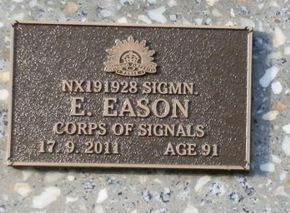 NX191928 SIGMN.
E. EASON
CORPS OF SIGNALS
17. 9. 2011 AGE 91